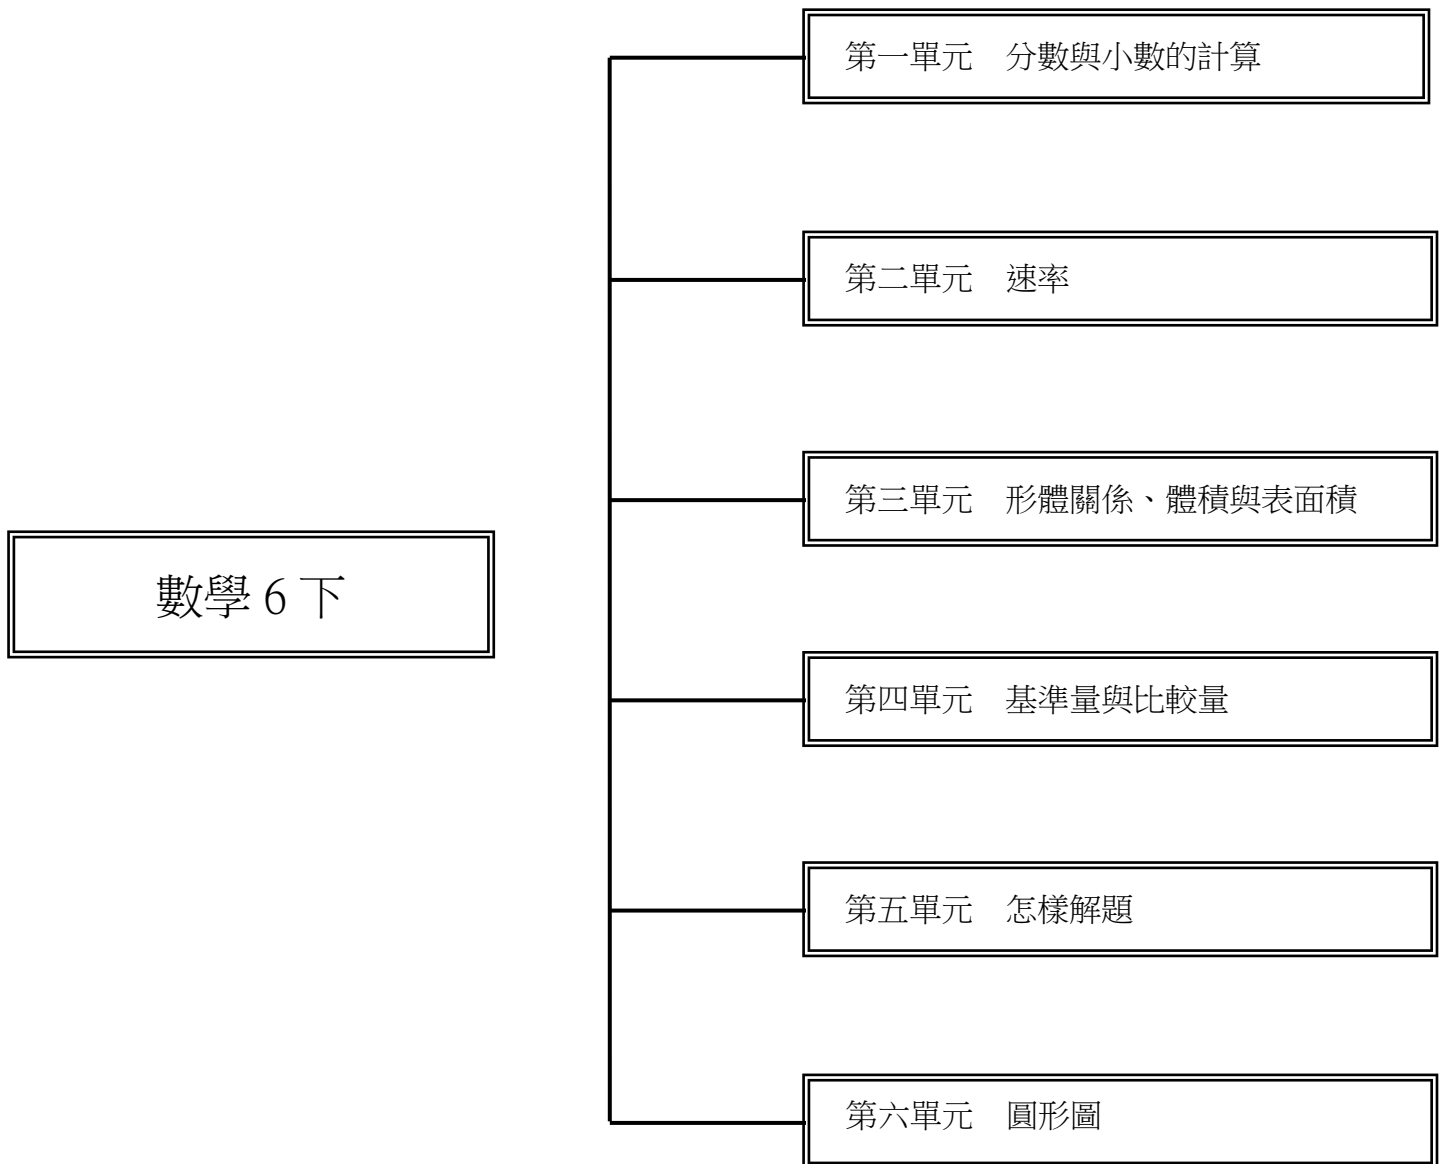 第一單元　分數與小數的計算
第二單元　速率
第三單元　形體關係、體積與表面積
數學 6 下
第四單元　基準量與比較量
第五單元　怎樣解題
第六單元　圓形圖